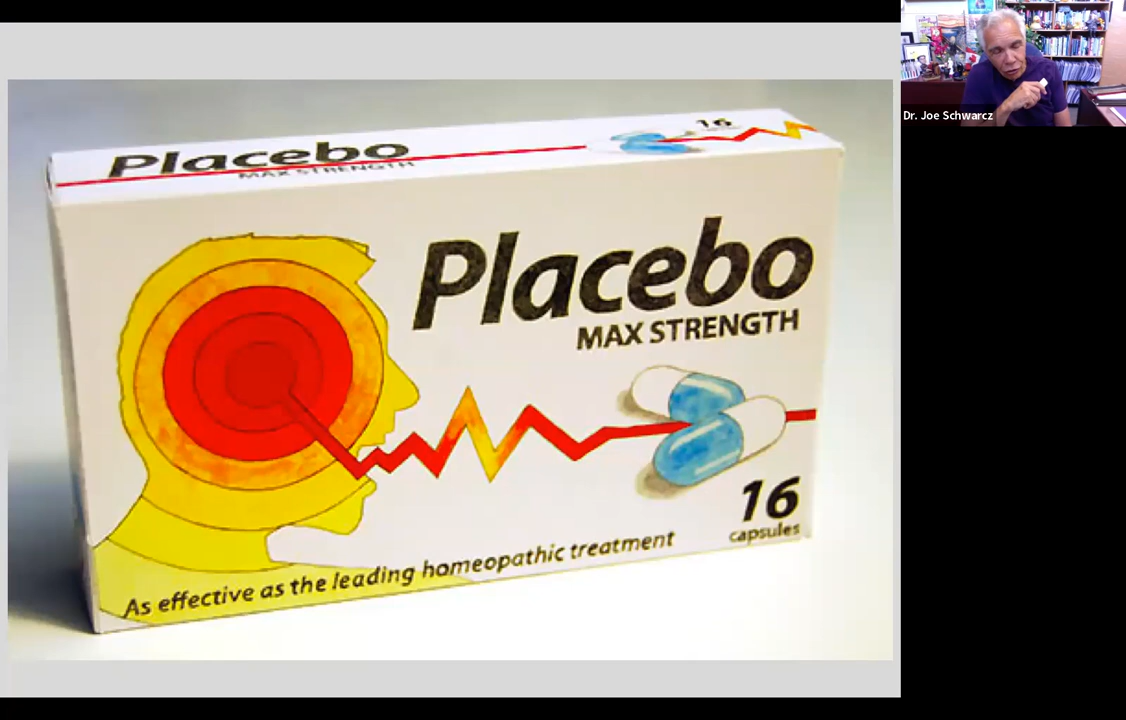 Placebo
MAX STRENGTH
16
Placebo
MAX STRENGTH
16
capsules
As effective as the leading homeopathic treatment
Dr. Joe Schwarcz